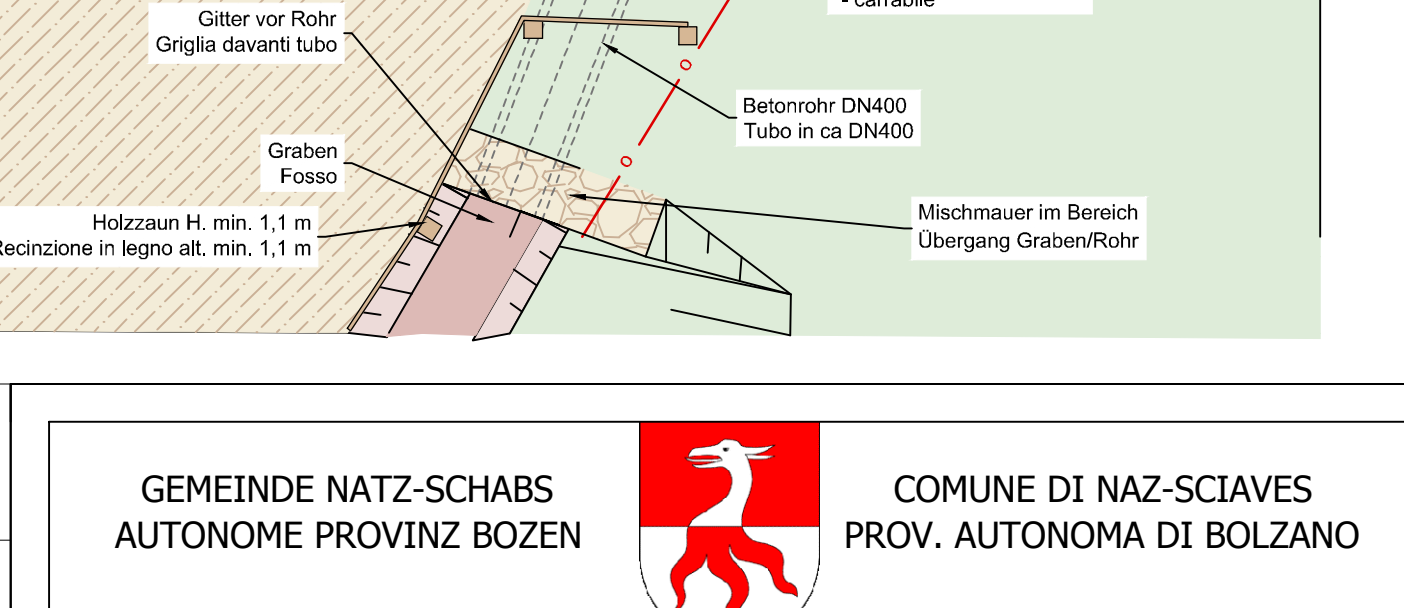 - carrabile
Gitter vor Rohr
Griglia davanti tubo
Betonrohr DN400
Tubo in ca DN400
Graben
Fosso
Holzzaun H. min. 1,1 m
Recinzione in legno alt. min. 1,1 m
Mischmauer im Bereich
Übergang Graben/Rohr
GEMEINDE NATZ-SCHABS
AUTONOME PROVINZ BOZEN
COMUNE DI NAZ-SCIAVES
PROV. AUTONOMA DI BOLZANO